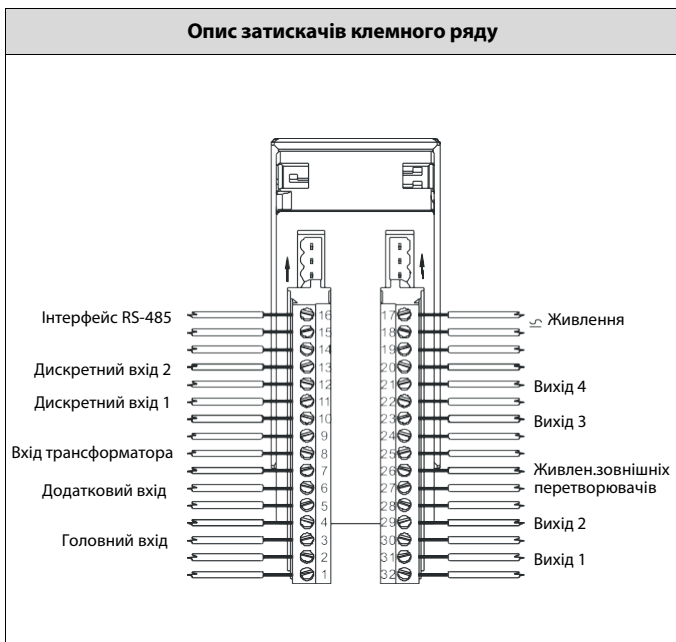 Опис затискачів клемного ряду
Інтерфейс RS-485
Дискретний вхід 2
Дискретний вхід 1
Вхід трансформатора
Додатковий вхід
Головний вхід
16
15
14
13
12
11
10
9
8
7
6
5
4
3
2
1
17
18
19
20
21
22
23
24
25
26
27
28
29
30
31
32
Живлення
Вихід 4
Вихід 3
Живлен.зовнішніх
перетворювачів
Вихід 2
Вихід 1